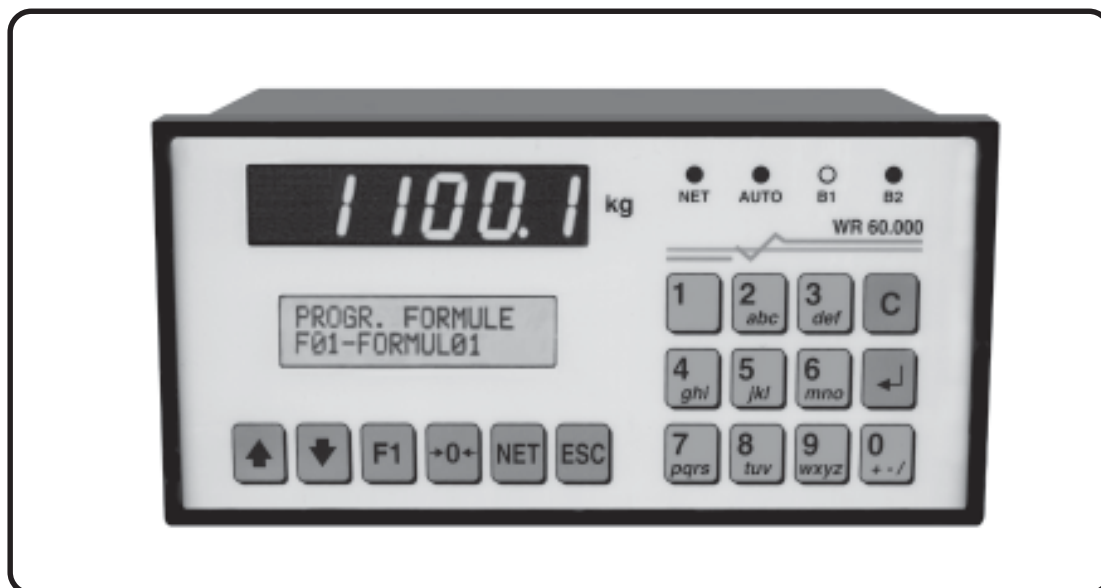 1100.1 kg
NET AUTO B1 B2
WR 60.000
PROGR. FORMULE
F01-FORMUL01
1 2 abc 3 def C
4 ghi 5 jkl 6 mno
7 pqrs 8 tuv 9 wxyz 0 + - /
F1 →0← NET ESC